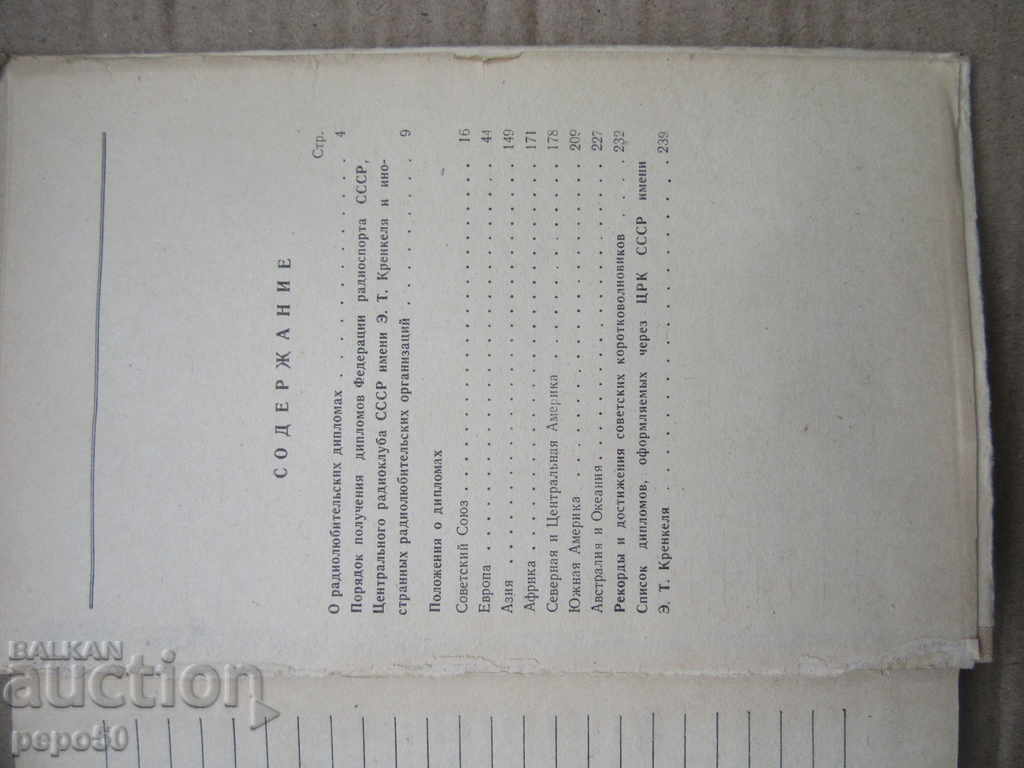 СОДЕРЖАНИЕ
Стр.
О радиолюбительских дипломах . . . . . . . . . . . 4
Порядок получения дипломов Федерации радиоспорта СССР,
Центрального радиоклуба СССР имени Э. Т. Кренкеля и ино-
странных радиолюбительских организаций . . . . . . . 9
Положения о дипломах
Советский Союз . . . . . . . . . . . . . . . . 16
Европа . . . . . . . . . . . . . . . . . . . 44
Азия . . . . . . . . . . . . . . . . . . . . 149
Африка . . . . . . . . . . . . . . . . . . . 171
Северная и Центральная Америка . . . . . . . . . . 178
Южная Америка . . . . . . . . . . . . . . . . 209
Австралия и Океания . . . . . . . . . . . . . . 227
Рекорды и достижения советских коротковолновиков . . . . 232
Список дипломов, оформляемых через ЦРК СССР имени
Э. Т. Кренкеля . . . . . . . . . . . . . . . . 239
BALKAN
auction
pepo50